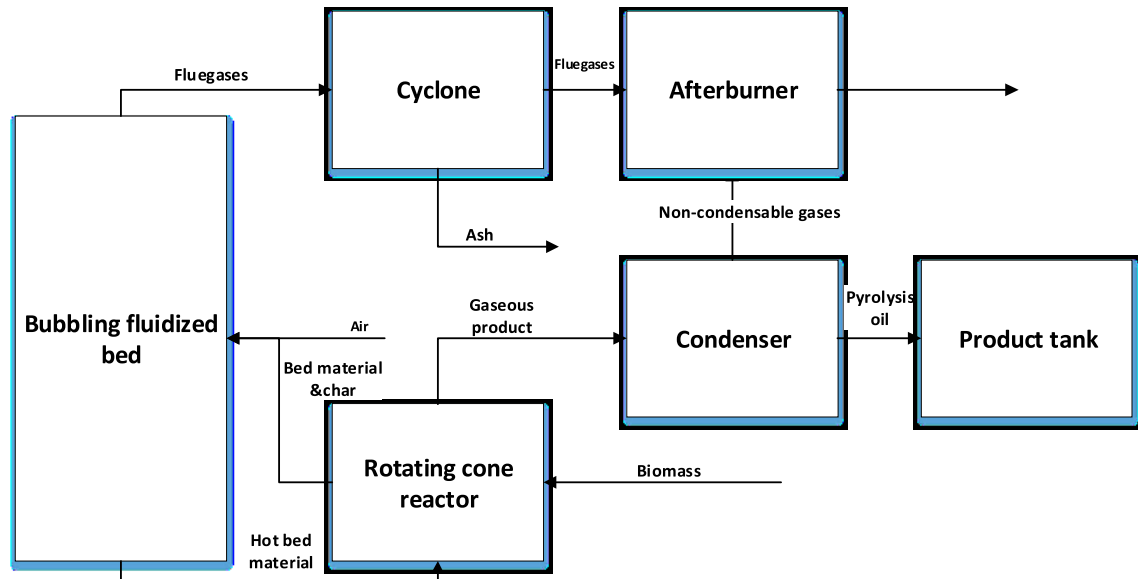 Fluegases
Cyclone
Fluegases
Afterburner
Non-condensable gases
Ash
Bubbling fluidized
bed
Air
Gaseous
product
Condenser
Pyrolysis
oil
Product tank
Bed material
&char
Rotating cone
reactor
Biomass
Hot bed
material